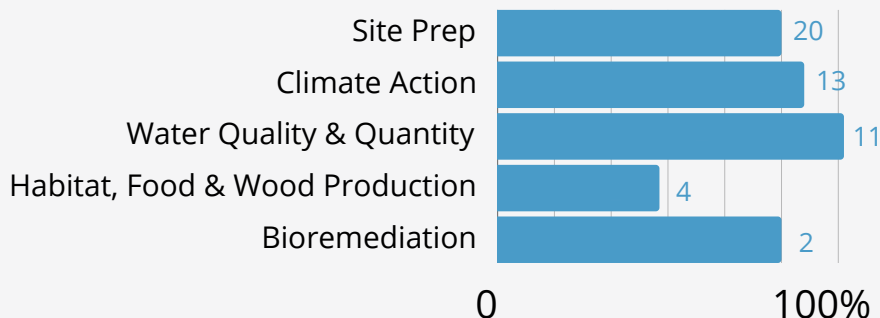 Site Prep 20
Climate Action 13
Water Quality & Quantity 11
Habitat, Food & Wood Production 4
Bioremediation 2
0 100%